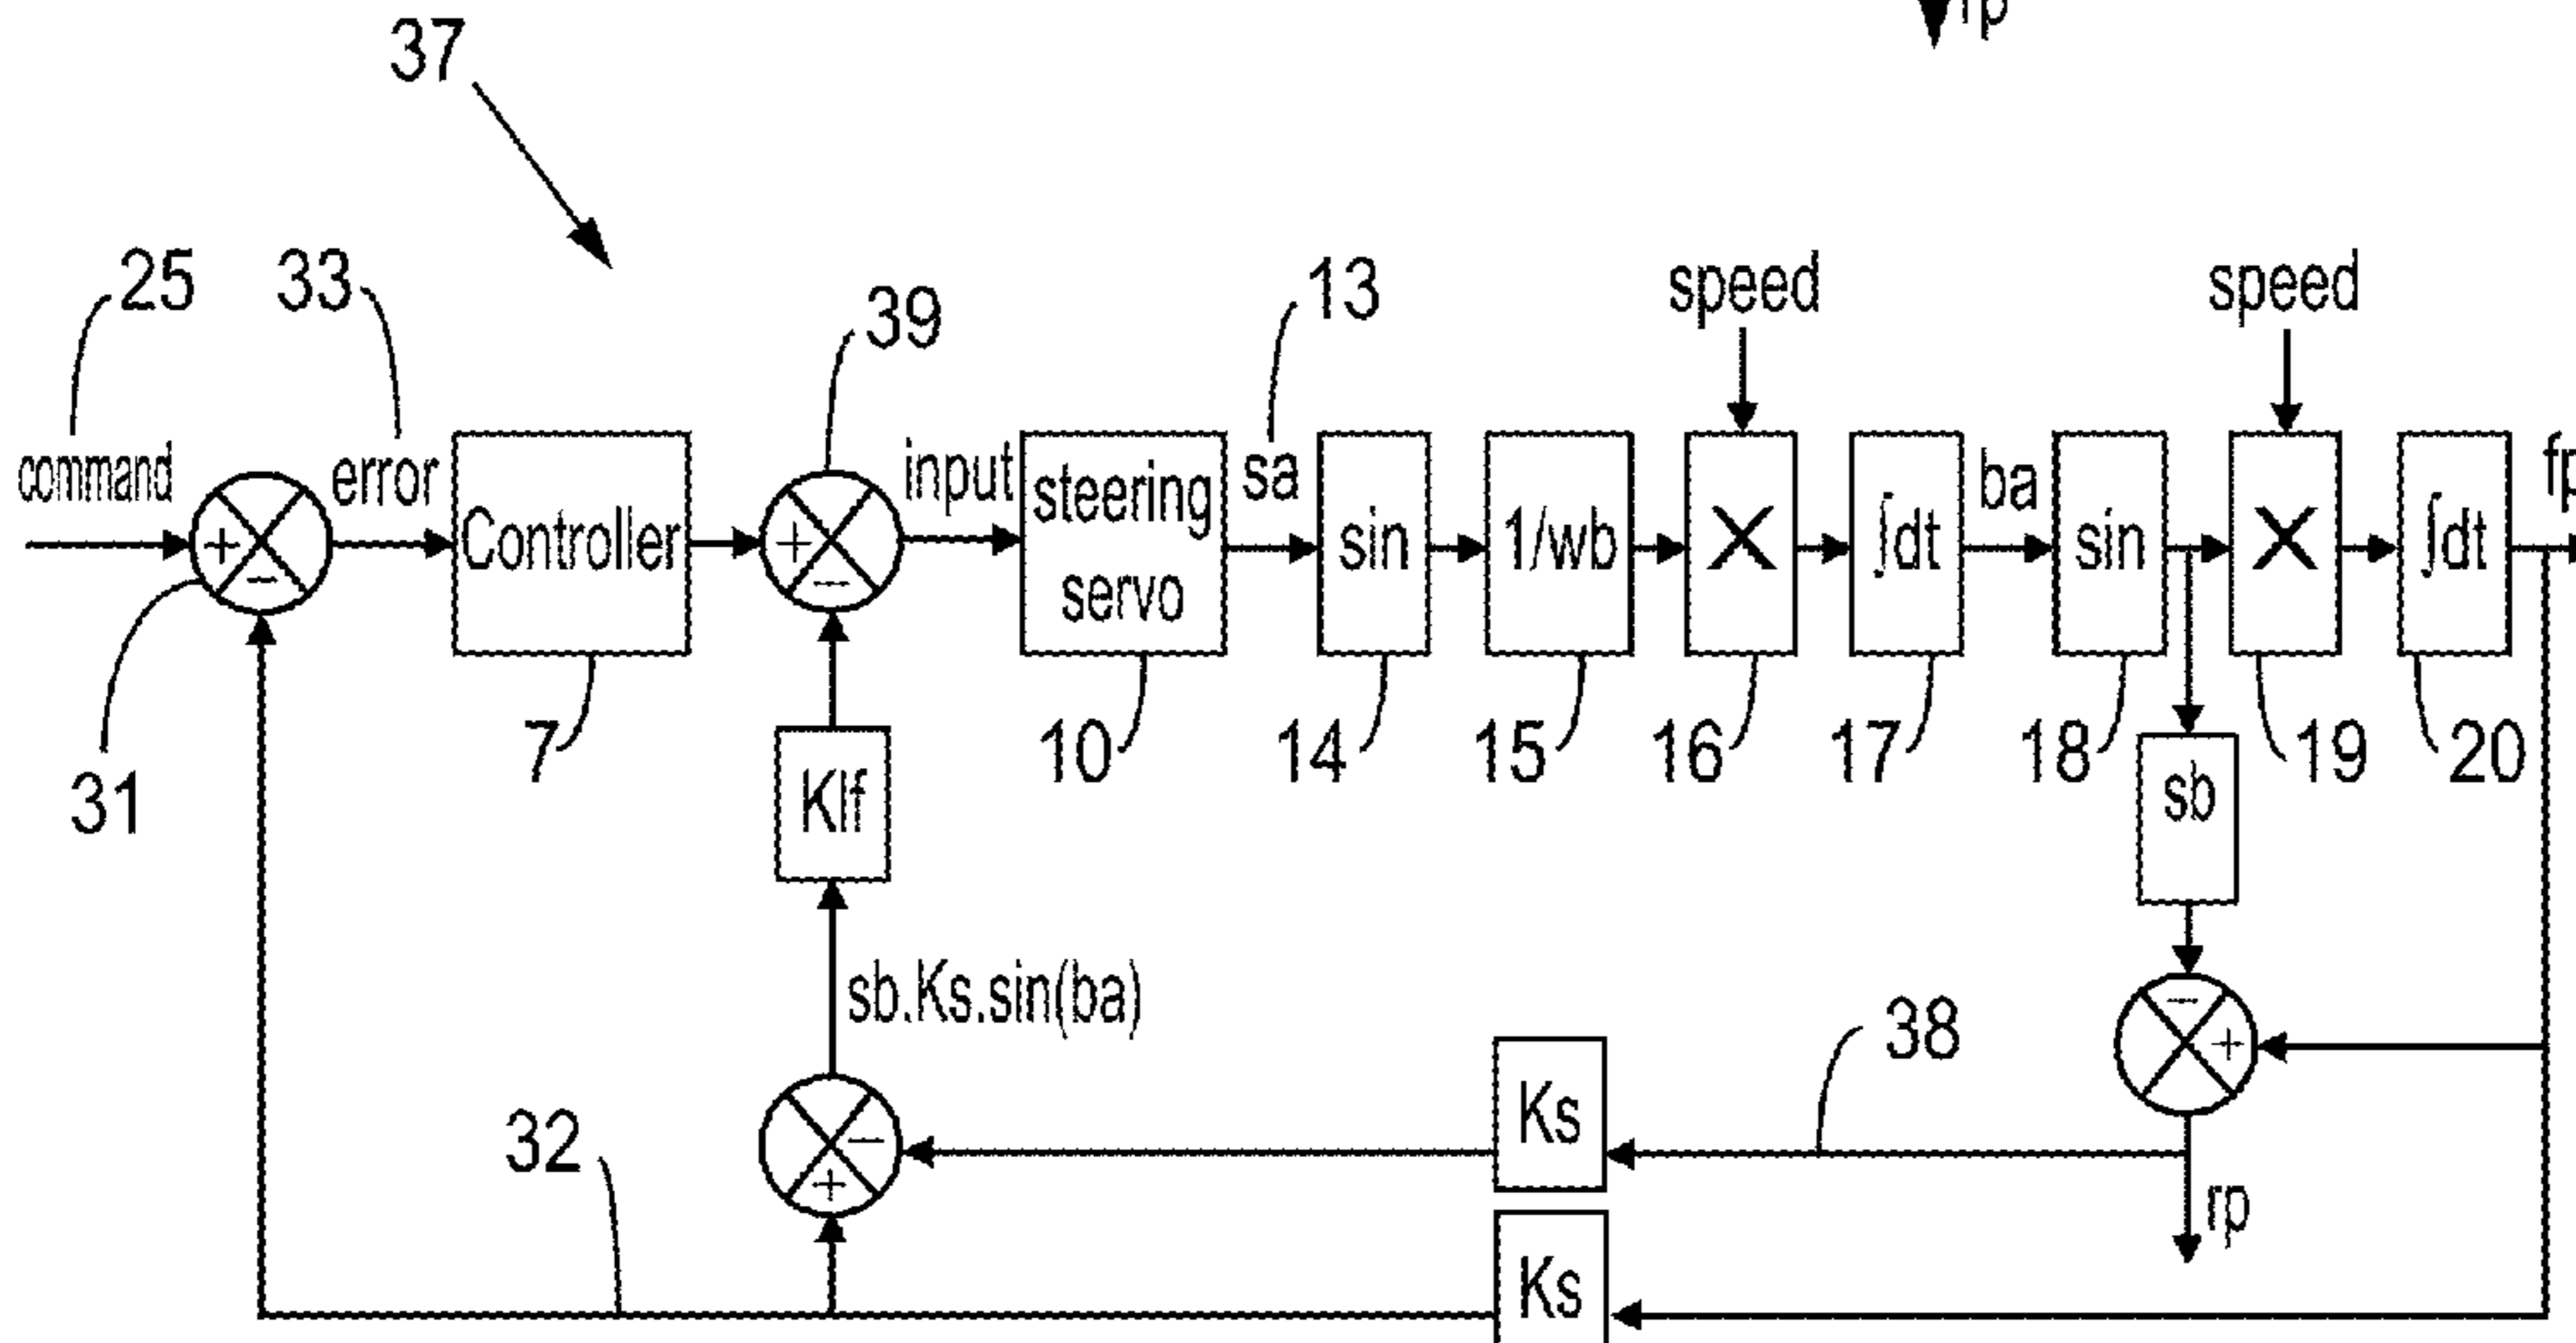 rp
37
25
33
39
13
speed
speed
command
error
input
sa
ba
fp
+
−
Controller
+
−
steering
servo
sin
1/wb
X
∫dt
sin
X
∫dt
31
7
10
14
15
16
17
18
19
20
Klf
sb
sb.Ks.sin(ba)
−
+
38
Ks
−
+
32
rp
Ks